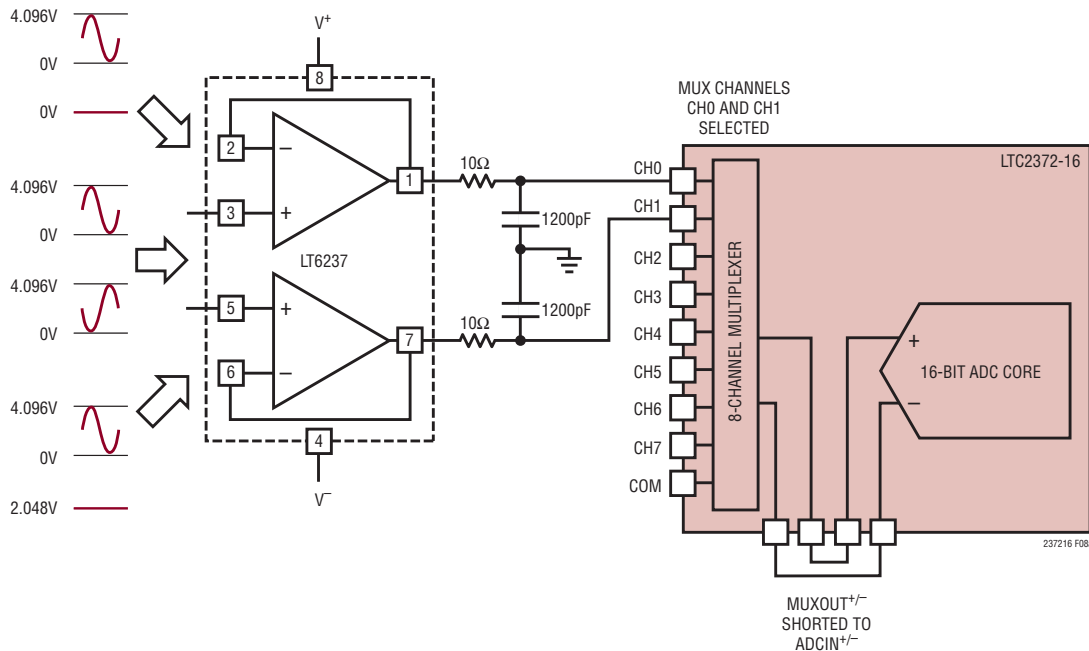 4.096V
0V
0V
4.096V
0V
4.096V
0V
4.096V
0V
2.048V
V+
8
2
−
3
+
1
LT6237
5
+
6
−
7
4
V−
10Ω
1200pF
1200pF
10Ω
MUX CHANNELS
CH0 AND CH1
SELECTED
LTC2372-16
CH0
CH1
CH2
CH3
CH4
CH5
CH6
CH7
COM
8-CHANNEL MULTIPLEXER
+
16-BIT ADC CORE
−
237216 F08
MUXOUT+/−
SHORTED TO
ADCIN+/−